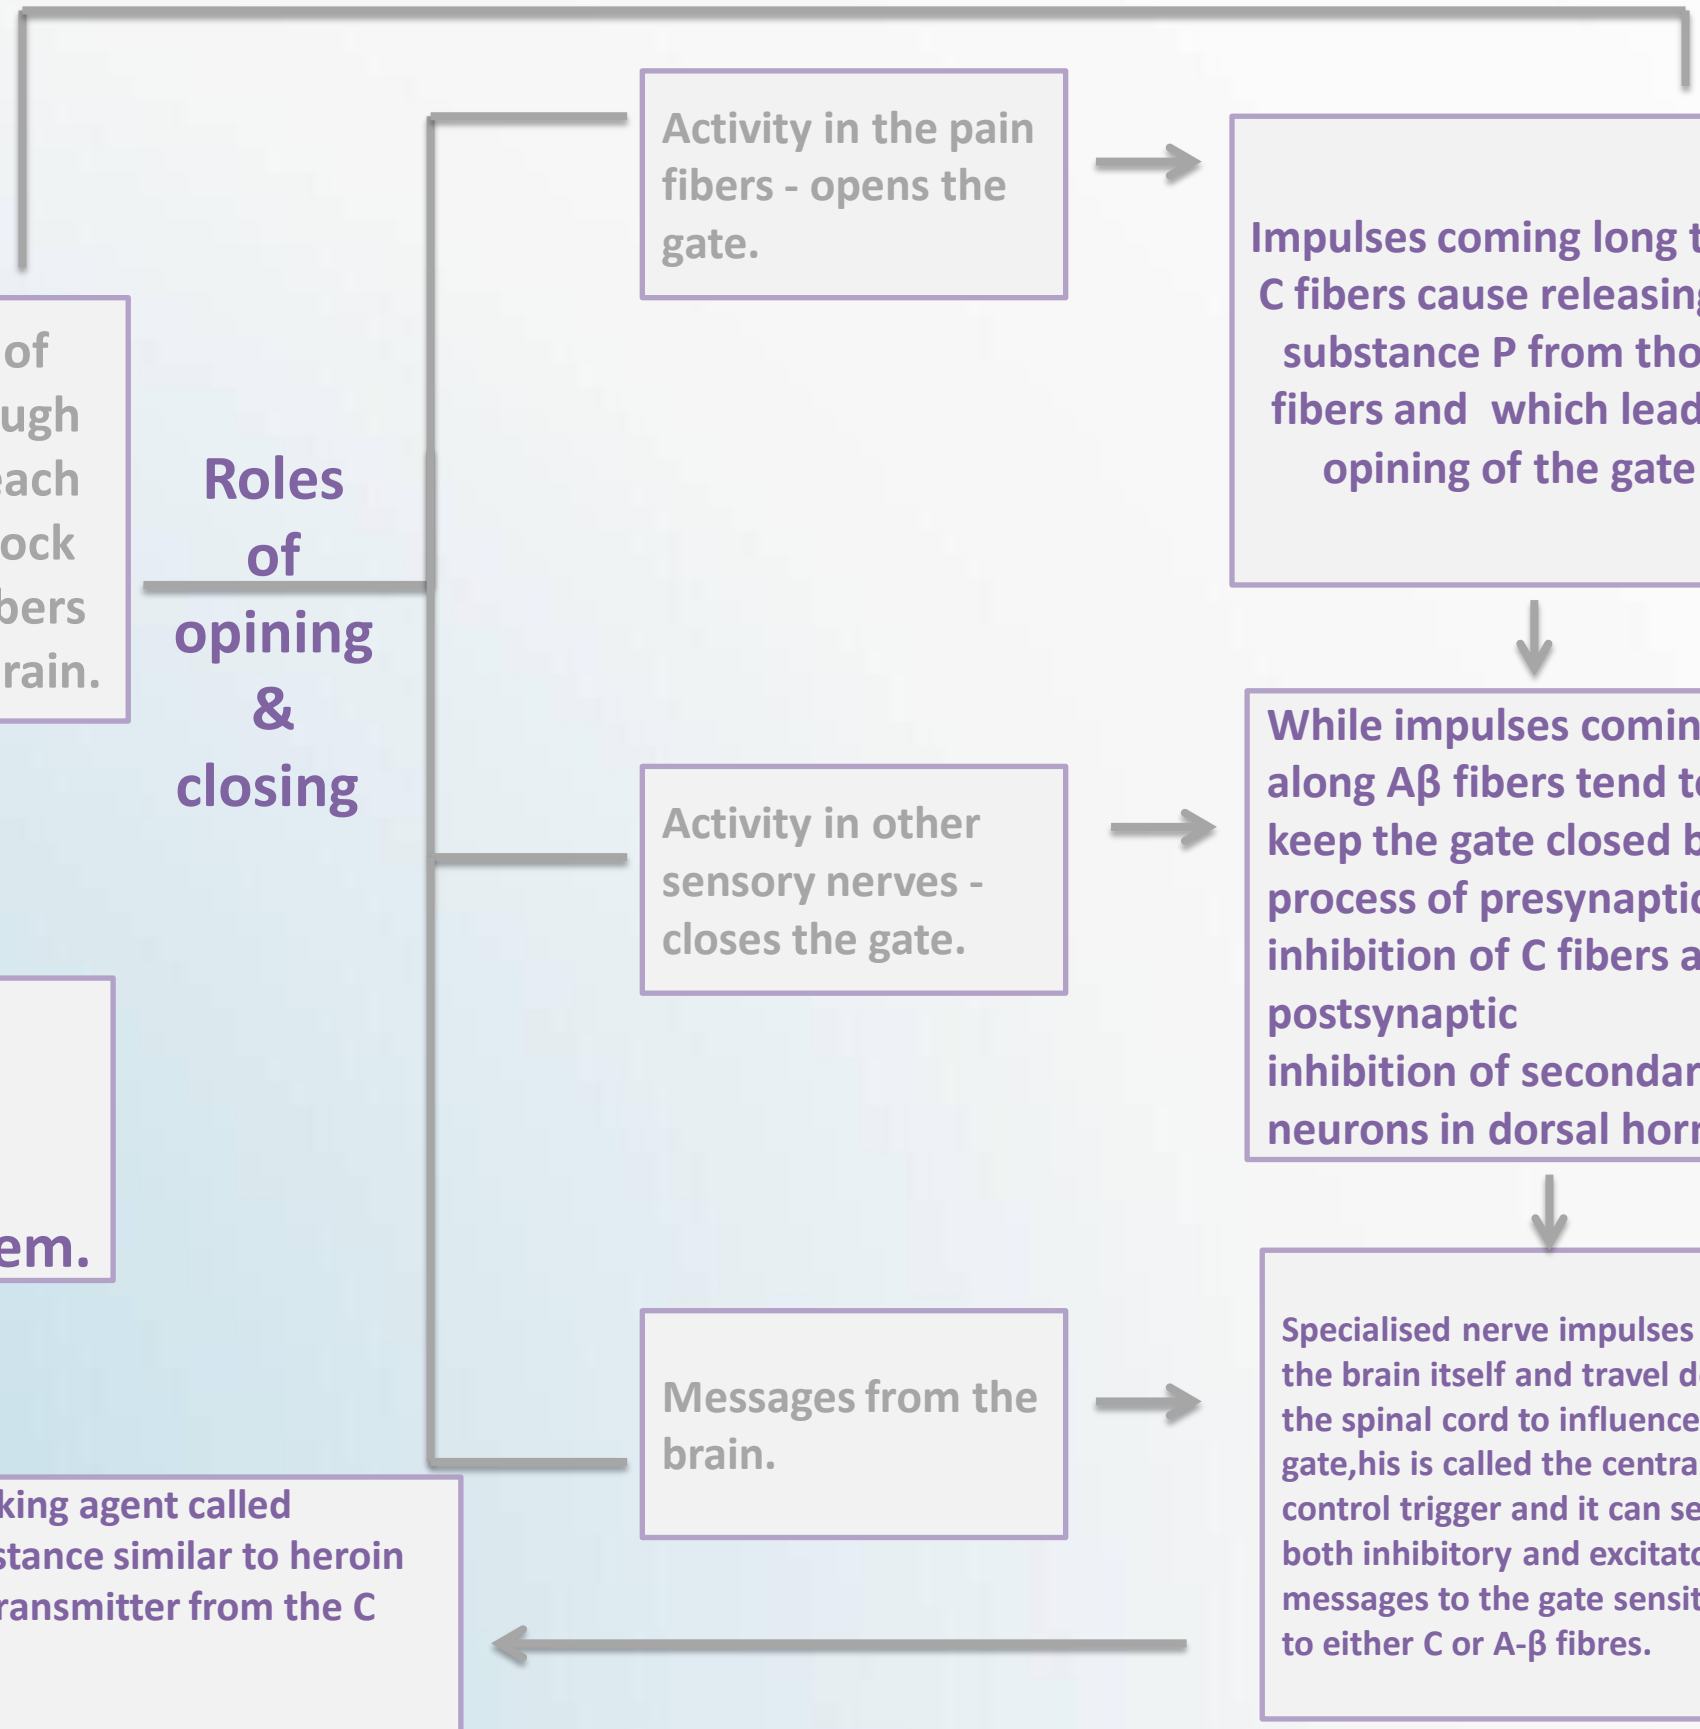 of
ugh
each
ock
bers
rain.
em.
king agent called
stance similar to heroin
ransmitter from the C
Roles
of
opining
&
closing
Activity in the pain
fibers - opens the
gate.
Activity in other
sensory nerves -
closes the gate.
Messages from the
brain.
Impulses coming long t
C fibers cause releasing
substance P from tho
fibers and which lead
opining of the gate
While impulses comin
along Aβ fibers tend to
keep the gate closed b
process of presynaptic
inhibition of C fibers a
postsynaptic
inhibition of secondar
neurons in dorsal horn
Specialised nerve impulses
the brain itself and travel d
the spinal cord to influence
gate,his is called the centra
control trigger and it can se
both inhibitory and excitato
messages to the gate sensit
to either C or A-β fibres.